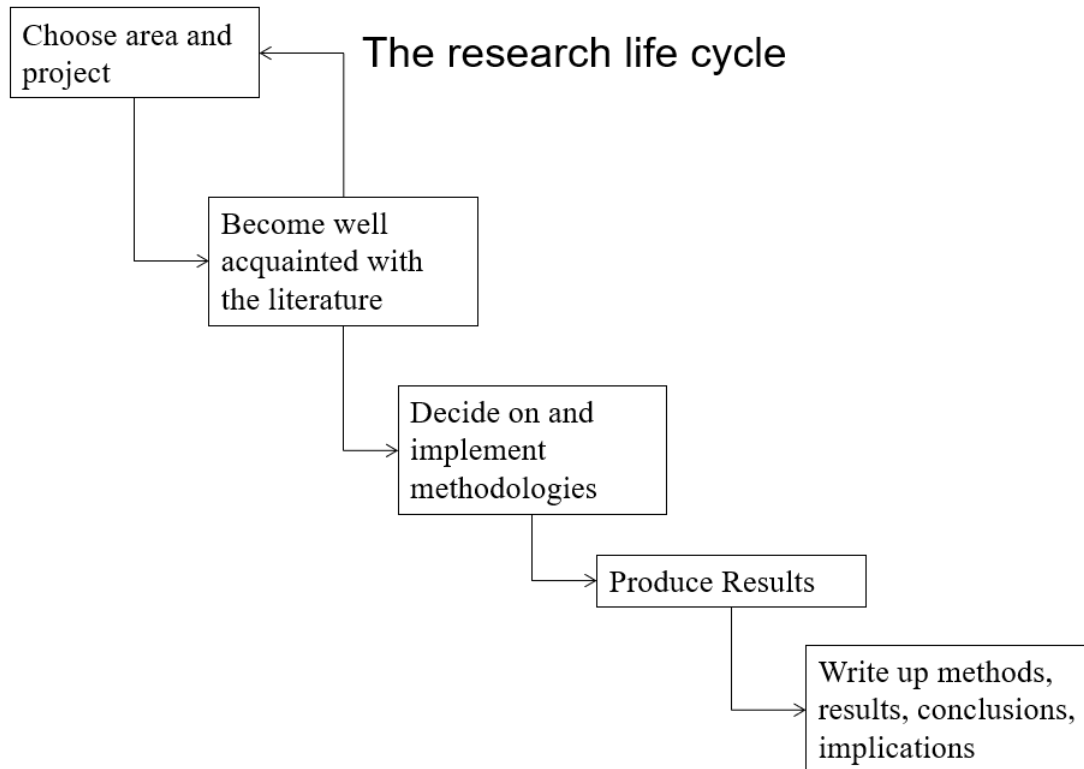 Choose area and
project
The research life cycle
Become well
acquainted with
the literature
Decide on and
implement
methodologies
Produce Results
Write up methods,
results, conclusions,
implications